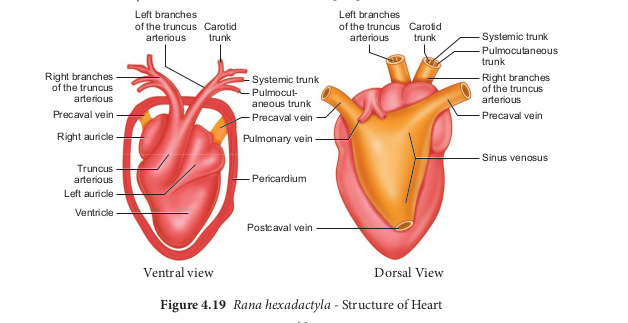 Left branches
of the truncus
arterious
Carotid
trunk
Right branches
of the truncus
arterious
Precaval vein
Right auricle
Truncus
arterious
Left auricle
Ventricle
Systemic trunk
Pulmocut-
aneous trunk
Precaval vein
Pulmonary vein
Pericardium
Postcaval vein
Ventral view
Left branches
of the truncus
arterious
Carotid
trunk
Systemic trunk
Pulmocutaneous
trunk
Right branches
of the truncus
arterious
Precaval vein
Sinus venosus
Dorsal View
Figure 4.19 Rana hexadactyla - Structure of Heart